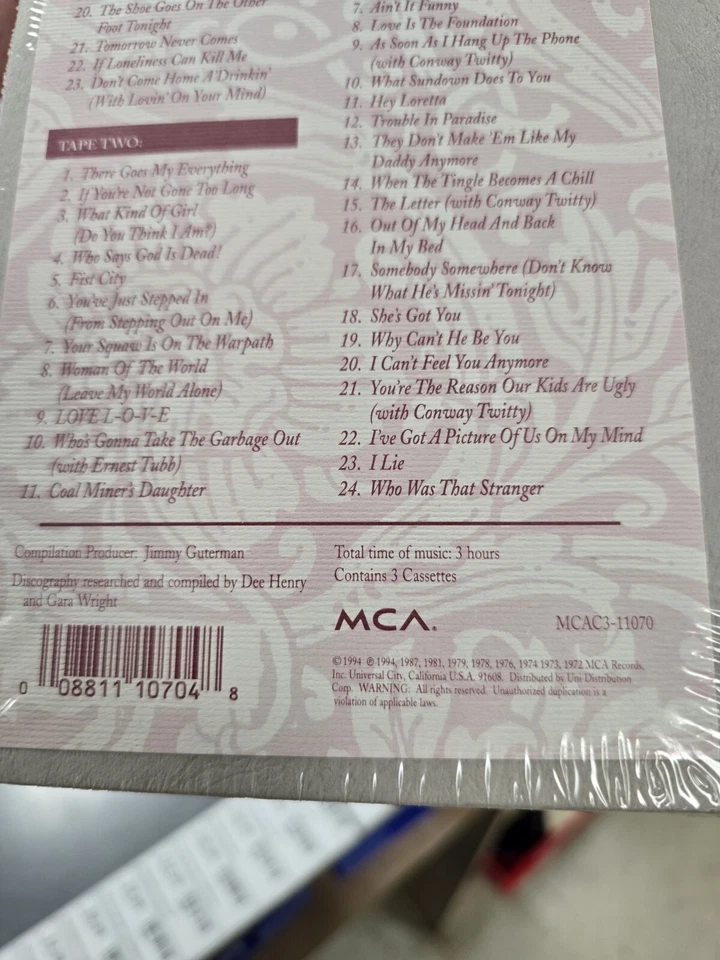 20. The Shoe Goes On The Other
Foot Tonight
21. Tomorrow Never Comes
22. If Loneliness Can Kill Me
23. Don't Come Home A'Drinkin'
(With Lovin' On Your Mind)
TAPE TWO:
1. There Goes My Everything
2. If You're Not Gone Too Long
3. What Kind Of Girl
(Do You Think I Am?)
4. Who Says God Is Dead!
5. Fist City
6. You've Just Stepped In
(From Stepping Out On Me)
7. Your Squaw Is On The Warpath
8. Woman Of The World
(Leave My World Alone)
9. LOVE L-O-V-E
10. Who's Gonna Take The Garbage Out
(with Ernest Tubb)
11. Coal Miner's Daughter
7. Ain't It Funny
8. Love Is The Foundation
9. As Soon As I Hang Up The Phone
(with Conway Twitty)
10. What Sundown Does To You
11. Hey Loretta
12. Trouble In Paradise
13. They Don't Make 'Em Like My
Daddy Anymore
14. When The Tingle Becomes A Chill
15. The Letter (with Conway Twitty)
16. Out Of My Head And Back
In My Bed
17. Somebody Somewhere (Don't Know
What He's Missin' Tonight)
18. She's Got You
19. Why Can't He Be You
20. I Can't Feel You Anymore
21. You're The Reason Our Kids Are Ugly
(with Conway Twitty)
22. I've Got A Picture Of Us On My Mind
23. I Lie
24. Who Was That Stranger
Compilation Producer: Jimmy Guterman
Discography researched and compiled by Dee Henry
and Gara Wright
0 08811 10704 8
Total time of music: 3 hours
Contains 3 Cassettes
MCA®
MCAC3-11070
©1994 ℗1994, 1987, 1981, 1979, 1978, 1976, 1974 1973, 1972 MCA Records,
Inc. Universal City, California U.S.A. 91608. Distributed by Uni Distribution
Corp. WARNING: All rights reserved. Unauthorized duplication is a
violation of applicable laws.